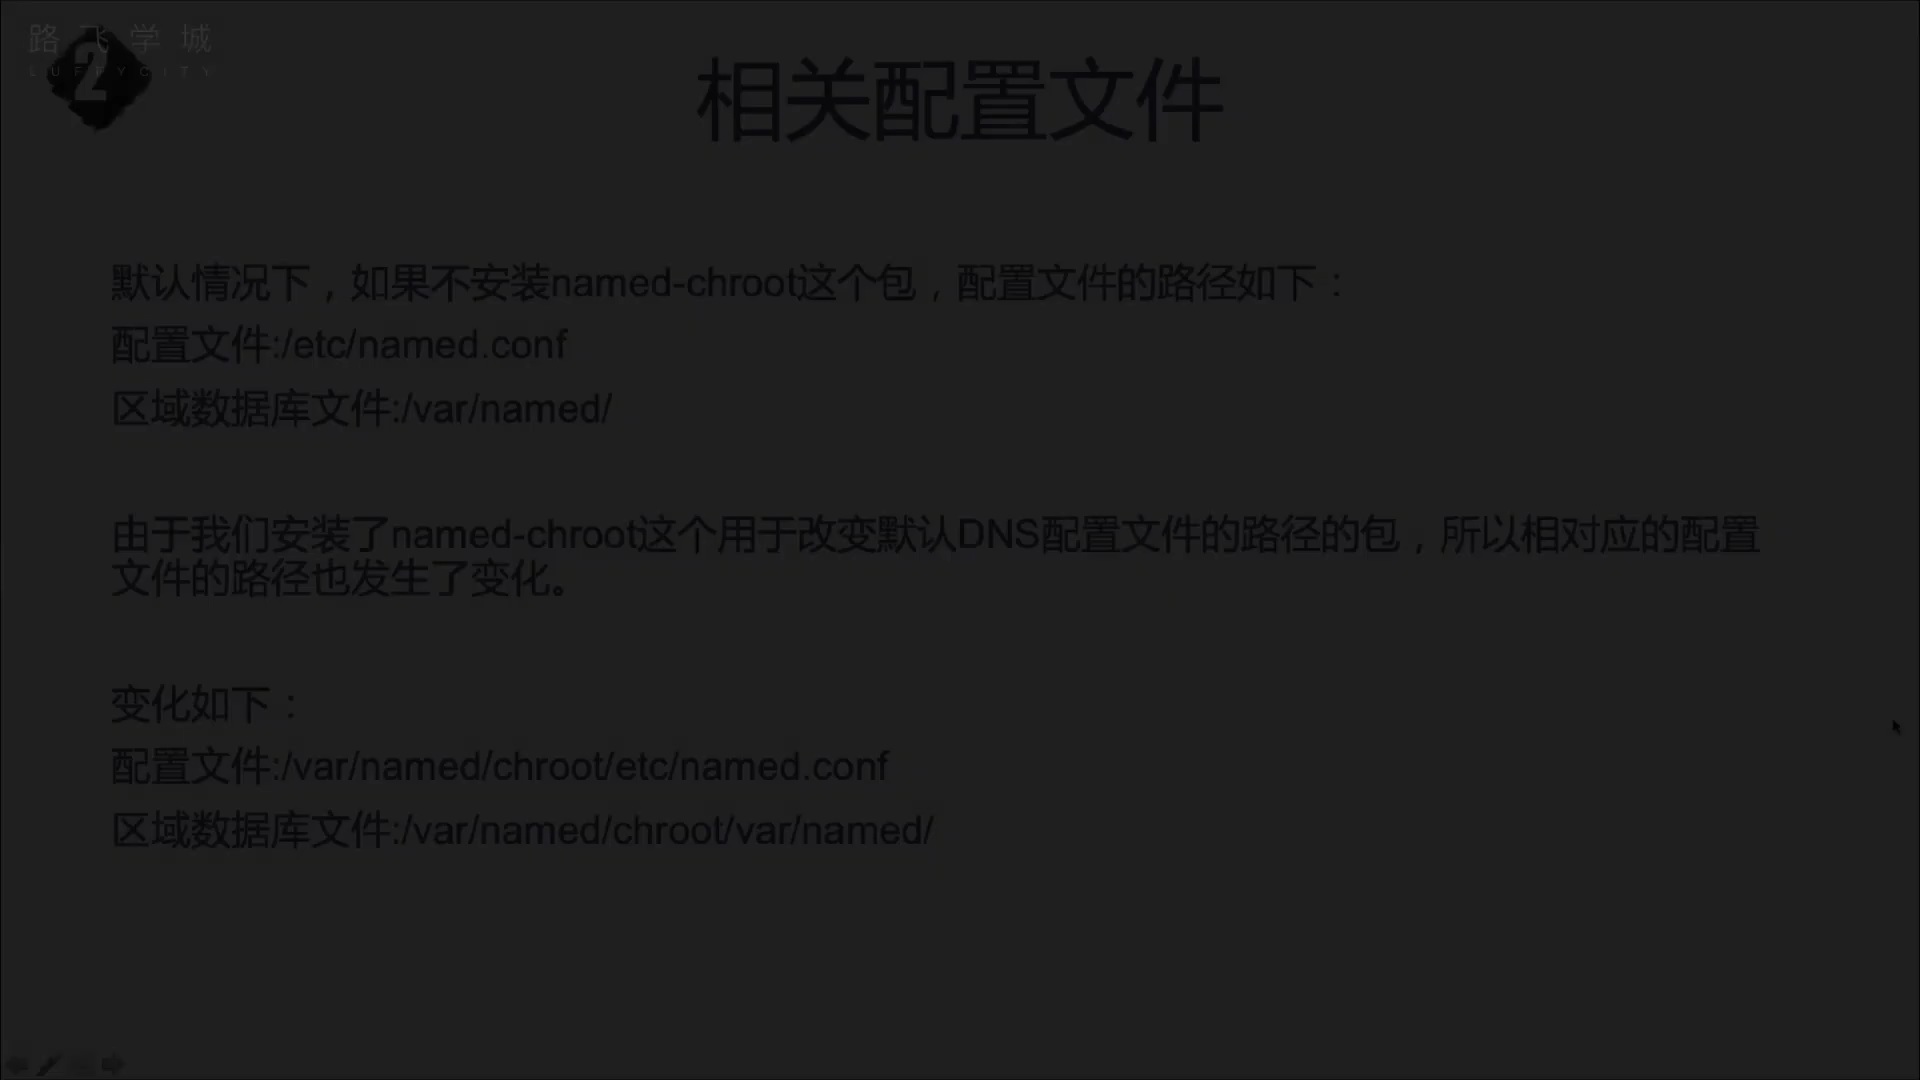 路飞学城
LUFFYCITY
2
相关配置文件
默认情况下，如果不安装named-chroot这个包，配置文件的路径如下：
配置文件:/etc/named.conf
区域数据库文件:/var/named/
由于我们安装了named-chroot这个用于改变默认DNS配置文件的路径的包，所以相对应的配置
文件的路径也发生了变化。
变化如下：
配置文件:/var/named/chroot/etc/named.conf
区域数据库文件:/var/named/chroot/var/named/